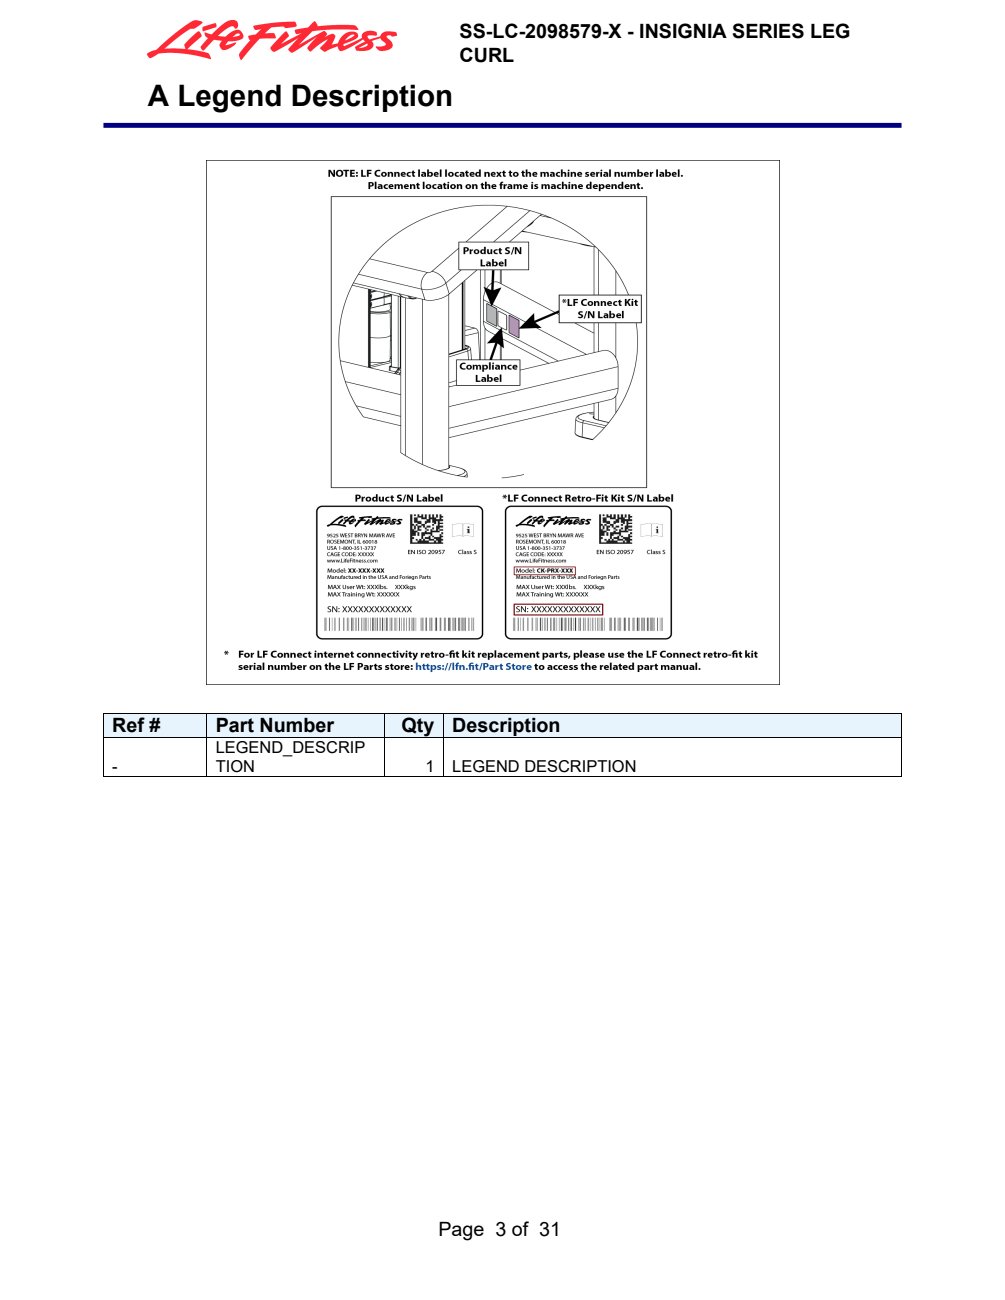 LifeFitness
SS-LC-2098579-X - INSIGNIA SERIES LEG
CURL
A Legend Description
NOTE: LF Connect label located next to the machine serial number label.
Placement location on the frame is machine dependent.
Product S/N
Label
*LF Connect Kit
S/N Label
Compliance
Label
Product S/N Label
LifeFitness
9525 WEST BRYN MAWR AVE
ROSEMONT, IL 60018
USA 1-800-351-3737
CAGE CODE: XXXXX
www.LifeFitness.com
EN ISO 20957 Class S
Model: XX-XXX-XXX
Manufactured in the USA and Foriegn Parts
MAX User Wt: XXXlbs. XXXkgs
MAX Training Wt: XXXXXX
SN: XXXXXXXXXXXXX
*LF Connect Retro-Fit Kit S/N Label
LifeFitness
9525 WEST BRYN MAWR AVE
ROSEMONT, IL 60018
USA 1-800-351-3737
CAGE CODE: XXXXX
www.LifeFitness.com
EN ISO 20957 Class S
Model: CK-PRX-XXX
Manufactured in the USA and Foriegn Parts
MAX User Wt: XXXlbs. XXXkgs
MAX Training Wt: XXXXXX
SN: XXXXXXXXXXXXX
* For LF Connect internet connectivity retro-fit kit replacement parts, please use the LF Connect retro-fit kit
serial number on the LF Parts store: https://lfn.fit/Part Store to access the related part manual.
Ref # Part Number Qty Description
LEGEND_DESCRIP
- TION 1 LEGEND DESCRIPTION
Page 3 of 31